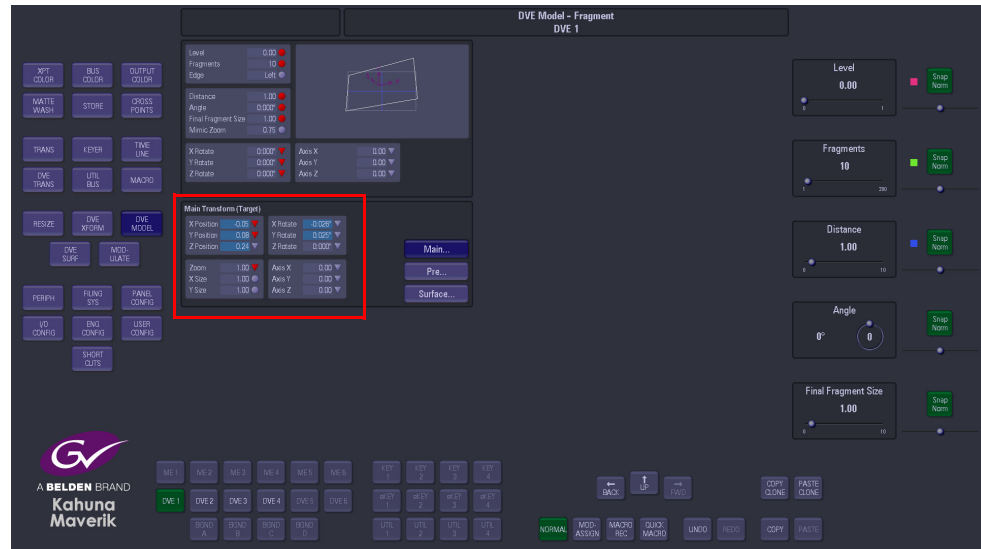 DVE Model - Fragment
DVE 1
Level 0.00
Fragments 10
Edge Left
Distance 1.00
Angle 0:000°
Final Fragment Size 1.00
Mimic Zoom 0.75
X Rotate 0:000° Axis X 0.00
Y Rotate 0:000° Axis Y 0.00
Z Rotate 0:000° Axis Z 0.00
Main Transform (Target)
X Position -0.05 X Rotate -0:026°
Y Position 0.08 Y Rotate 0:025°
Z Position 0.24 Z Rotate 0:000°
Zoom 1.00 Axis X 0.00
X Size 1.00 Axis Y 0.00
Y Size 1.00 Axis Z 0.00
Main...
Pre...
Surface...
XPT COLOR
BUS COLOR
OUTPUT COLOR
MATTE WASH
STORE
CROSS POINTS
TRANS
KEYER
TIME LINE
DVE TRANS
UTIL BUS
MACRO
RESIZE
DVE XFORM
DVE MODEL
DVE SURF
MOD-ULATE
PERIPH
FILING SYS
PANEL CONFIG
I/O CONFIG
ENG CONFIG
USER CONFIG
SHORT CUTS
Level
0.00
0 1
Snap Norm
Fragments
10
1 200
Snap Norm
Distance
1.00
0 10
Snap Norm
Angle
0° 0
Snap Norm
Final Fragment Size
1.00
0 10
Snap Norm
GV
A BELDEN BRAND
Kahuna
Maverik
ME 1 ME 2 ME 3 ME 4 ME 5 ME 6
KEY 1 KEY 2 KEY 3 KEY 4
DVE 1 DVE 2 DVE 3 DVE 4 DVE 5 DVE 6
BGND A BGND B BGND C BGND D
UTIL 1 UTIL 2 UTIL 3 UTIL 4
BACK UP FWD
COPY CLONE PASTE CLONE
NORMAL MOD-ASSIGN MACRO REC QUICK MACRO UNDO REDO COPY PASTE